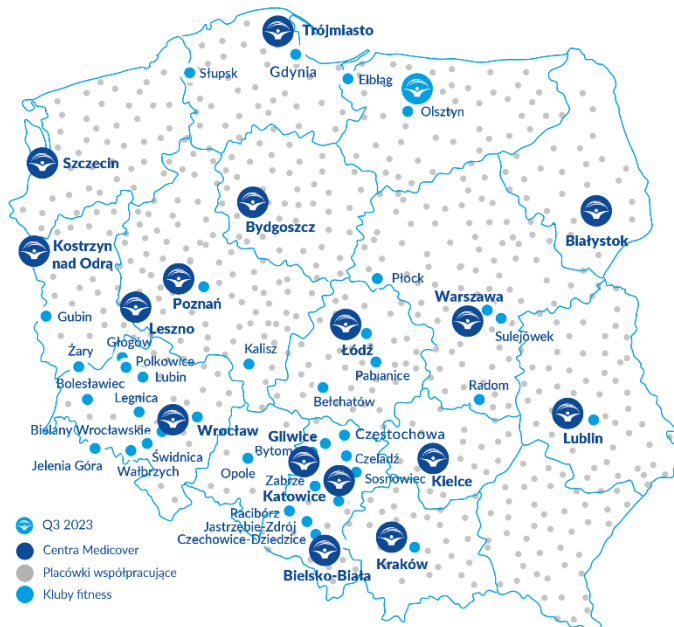 Trójmiasto
Gdynia
Słupsk
Elbląg
Olsztyn
Szczecin
Bydgoszcz
Białystok
Kostrzyn
nad Odrą
Poznań
Płock
Warszawa
Sulejówek
Leszno
Gubin
Głogów
Żary
Polkowice
Lubin
Kalisz
Łódź
Pabianice
Bolesławiec
Legnica
Bełchatów
Radom
Bielany Wrocławskie
Wrocław
Lublin
Świdnica
Jelenia Góra
Wałbrzych
Gliwice
Częstochowa
Bytom
Czeladź
Opole
Zabrze
Sosnowiec
Kielce
Katowice
Racibórz
Jastrzębie-Zdrój
Czechowice-Dziedzice
Bielsko-Biała
Kraków
Q3 2023
Centra Medicover
Placówki współpracujące
Kluby fitness